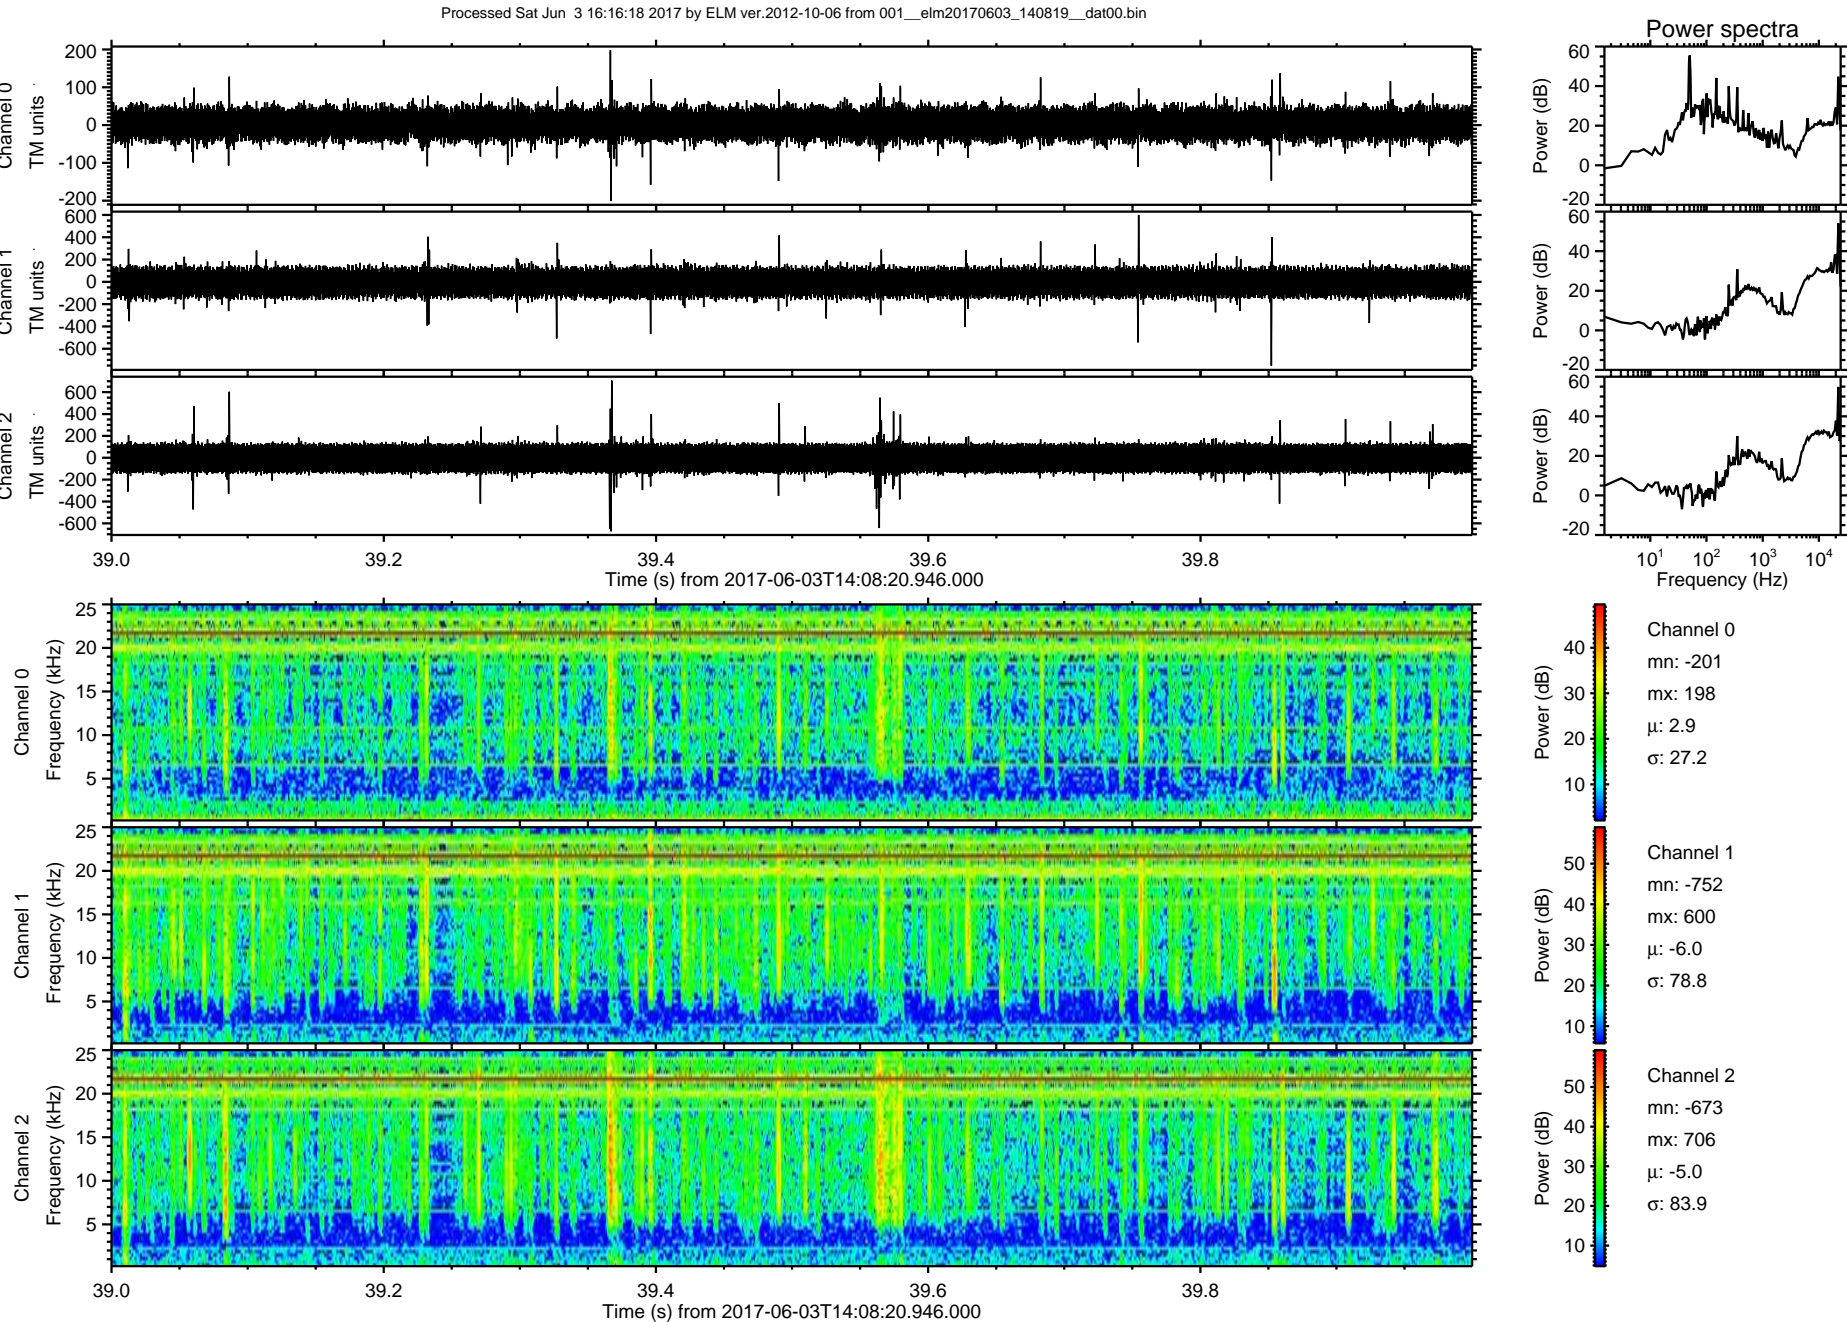 Processed Sat Jun 3 16:16:18 2017 by ELM ver.2012-10-06 from 001__elm20170603_140819__dat00.bin
Power spectra
Channel 0
TM units
200
100
0
-100
-200
Power (dB)
60
40
20
0
-20
Channel 1
TM units
600
400
200
0
-200
-400
-600
Power (dB)
60
40
20
0
-20
Channel 2
TM units
600
400
200
0
-200
-400
-600
Power (dB)
60
40
20
0
-20
39.0 39.2 39.4 39.6 39.8
Time (s) from 2017-06-03T14:08:20.946.000
10¹ 10² 10³ 10⁴
Frequency (Hz)
Channel 0
Frequency (kHz)
25
20
15
10
5
Power (dB)
40
30
20
10
Channel 0
mn: -201
mx: 198
μ: 2.9
σ: 27.2
Channel 1
Frequency (kHz)
25
20
15
10
5
Power (dB)
50
40
30
20
10
Channel 1
mn: -752
mx: 600
μ: -6.0
σ: 78.8
Channel 2
Frequency (kHz)
25
20
15
10
5
Power (dB)
50
40
30
20
10
Channel 2
mn: -673
mx: 706
μ: -5.0
σ: 83.9
39.0 39.2 39.4 39.6 39.8
Time (s) from 2017-06-03T14:08:20.946.000